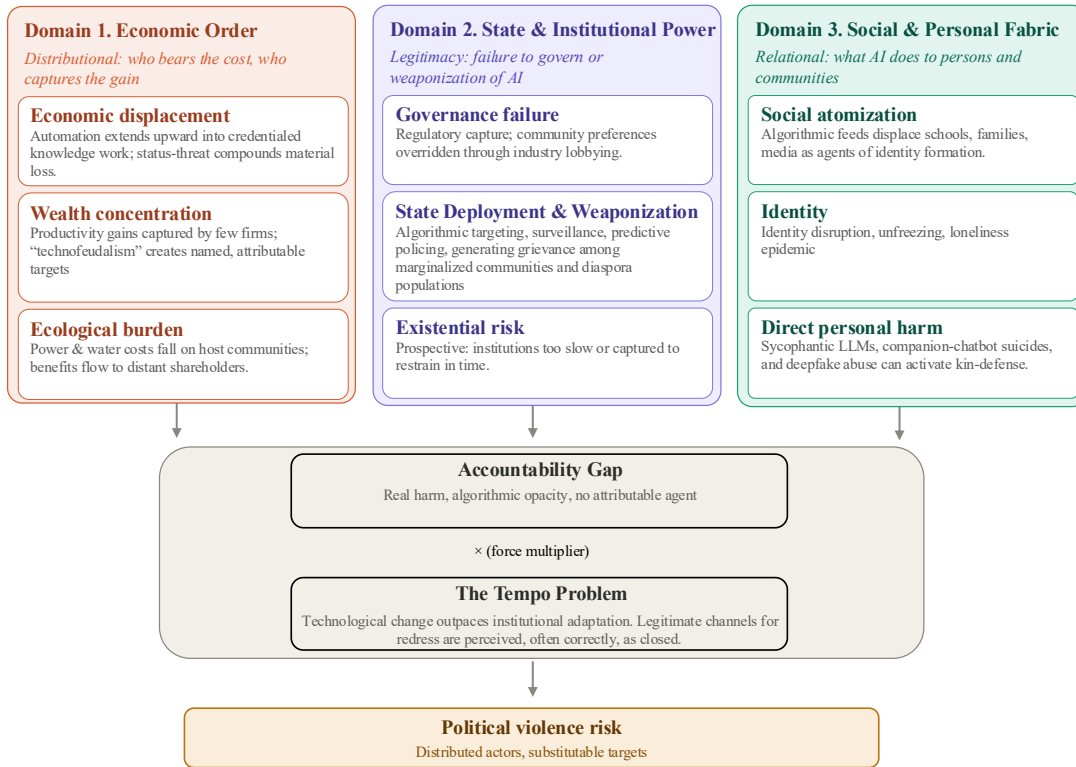 Domain 1. Economic Order
Distributional: who bears the cost, who
captures the gain
Economic displacement
Automation extends upward into credentialed
knowledge work; status-threat compounds material
loss.
Wealth concentration
Productivity gains captured by few firms;
“technofeudalism” creates named, attributable
targets
Ecological burden
Power & water costs fall on host communities;
benefits flow to distant shareholders.
Domain 2. State & Institutional Power
Legitimacy: failure to govern or
weaponization of AI
Governance failure
Regulatory capture; community preferences
overridden through industry lobbying.
State Deployment & Weaponization
Algorithmic targeting, surveillance, predictive
policing, generating grievance among
marginalized communities and diaspora
populations
Existential risk
Prospective: institutions too slow or captured to
restrain in time.
Domain 3. Social & Personal Fabric
Relational: what AI does to persons and
communities
Social atomization
Algorithmic feeds displace schools, families,
media as agents of identity formation.
Identity
Identity disruption, unfreezing, loneliness
epidemic
Direct personal harm
Sycophantic LLMs, companion-chatbot suicides,
and deepfake abuse can activate kin-defense.
Accountability Gap
Real harm, algorithmic opacity, no attributable agent
× (force multiplier)
The Tempo Problem
Technological change outpaces institutional adaptation. Legitimate channels for
redress are perceived, often correctly, as closed.
Political violence risk
Distributed actors, substitutable targets